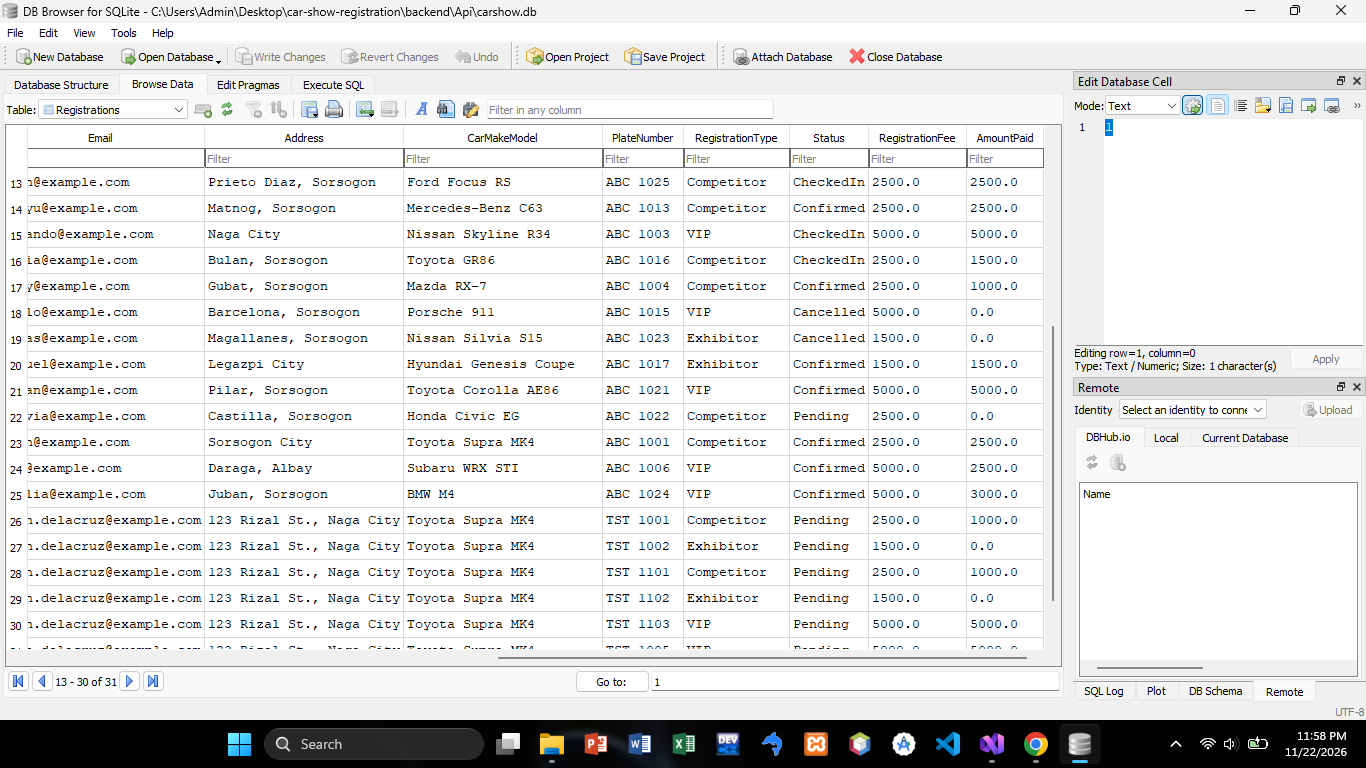 DB Browser for SQLite - C:\Users\Admin\Desktop\car-show-registration\backend\Api\carshow.db
File Edit View Tools Help
New Database Open Database Write Changes Revert Changes Undo Open Project Save Project Attach Database Close Database
Database Structure Browse Data Edit Pragmas Execute SQL
Table: Registrations Filter in any column
Email Address CarMakeModel PlateNumber RegistrationType Status RegistrationFee AmountPaid
Filter Filter Filter Filter Filter Filter Filter
13 n@example.com Prieto Diaz, Sorsogon Ford Focus RS ABC 1025 Competitor CheckedIn 2500.0 2500.0
14 yu@example.com Matnog, Sorsogon Mercedes-Benz C63 ABC 1013 Competitor Confirmed 2500.0 2500.0
15 ando@example.com Naga City Nissan Skyline R34 ABC 1003 VIP CheckedIn 5000.0 5000.0
16 ia@example.com Bulan, Sorsogon Toyota GR86 ABC 1016 Competitor CheckedIn 2500.0 1500.0
17 y@example.com Gubat, Sorsogon Mazda RX-7 ABC 1004 Competitor Confirmed 2500.0 1000.0
18 lo@example.com Barcelona, Sorsogon Porsche 911 ABC 1015 VIP Cancelled 5000.0 0.0
19 as@example.com Magallanes, Sorsogon Nissan Silvia S15 ABC 1023 Exhibitor Cancelled 1500.0 0.0
20 uel@example.com Legazpi City Hyundai Genesis Coupe ABC 1017 Exhibitor Confirmed 1500.0 1500.0
21 an@example.com Pilar, Sorsogon Toyota Corolla AE86 ABC 1021 VIP Confirmed 5000.0 5000.0
22 via@example.com Castilla, Sorsogon Honda Civic EG ABC 1022 Competitor Pending 2500.0 0.0
23 n@example.com Sorsogon City Toyota Supra MK4 ABC 1001 Competitor Confirmed 2500.0 2500.0
24 @example.com Daraga, Albay Subaru WRX STI ABC 1006 VIP Confirmed 5000.0 2500.0
25 lia@example.com Juban, Sorsogon BMW M4 ABC 1024 VIP Confirmed 5000.0 3000.0
26 n.delacruz@example.com 123 Rizal St., Naga City Toyota Supra MK4 TST 1001 Competitor Pending 2500.0 1000.0
27 n.delacruz@example.com 123 Rizal St., Naga City Toyota Supra MK4 TST 1002 Exhibitor Pending 1500.0 0.0
28 n.delacruz@example.com 123 Rizal St., Naga City Toyota Supra MK4 TST 1101 Competitor Pending 2500.0 1000.0
29 n.delacruz@example.com 123 Rizal St., Naga City Toyota Supra MK4 TST 1102 Exhibitor Pending 1500.0 0.0
30 n.delacruz@example.com 123 Rizal St., Naga City Toyota Supra MK4 TST 1103 VIP Pending 5000.0 5000.0
13 - 30 of 31 Go to: 1
Edit Database Cell
Mode: Text
1 1
Editing row=1, column=0
Type: Text / Numeric; Size: 1 character(s) Apply
Remote
Identity Select an identity to conne Upload
DBHub.io Local Current Database
Name
SQL Log Plot DB Schema Remote
UTF-8
Search
11:58 PM
11/22/2026